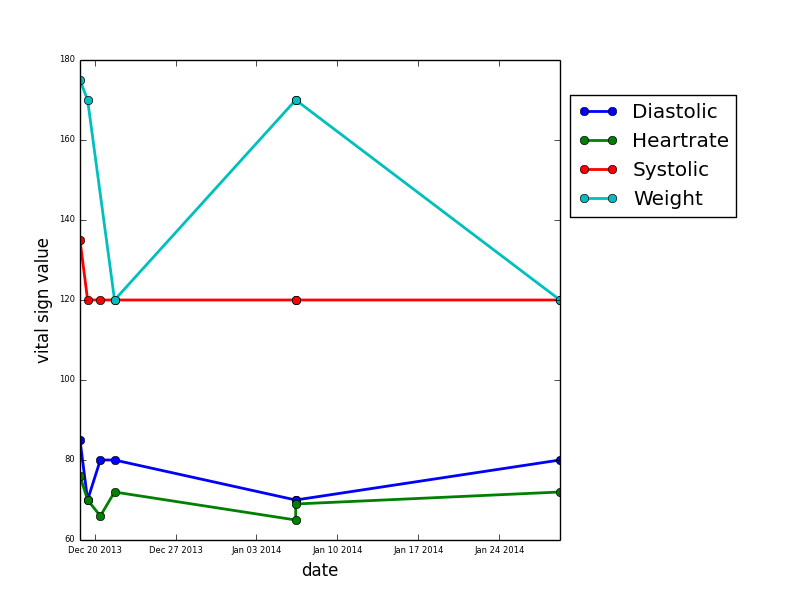 180
160
140
120
100
80
60
vital sign value
Dec 20 2013 Dec 27 2013 Jan 03 2014 Jan 10 2014 Jan 17 2014 Jan 24 2014
date
Diastolic
Heartrate
Systolic
Weight